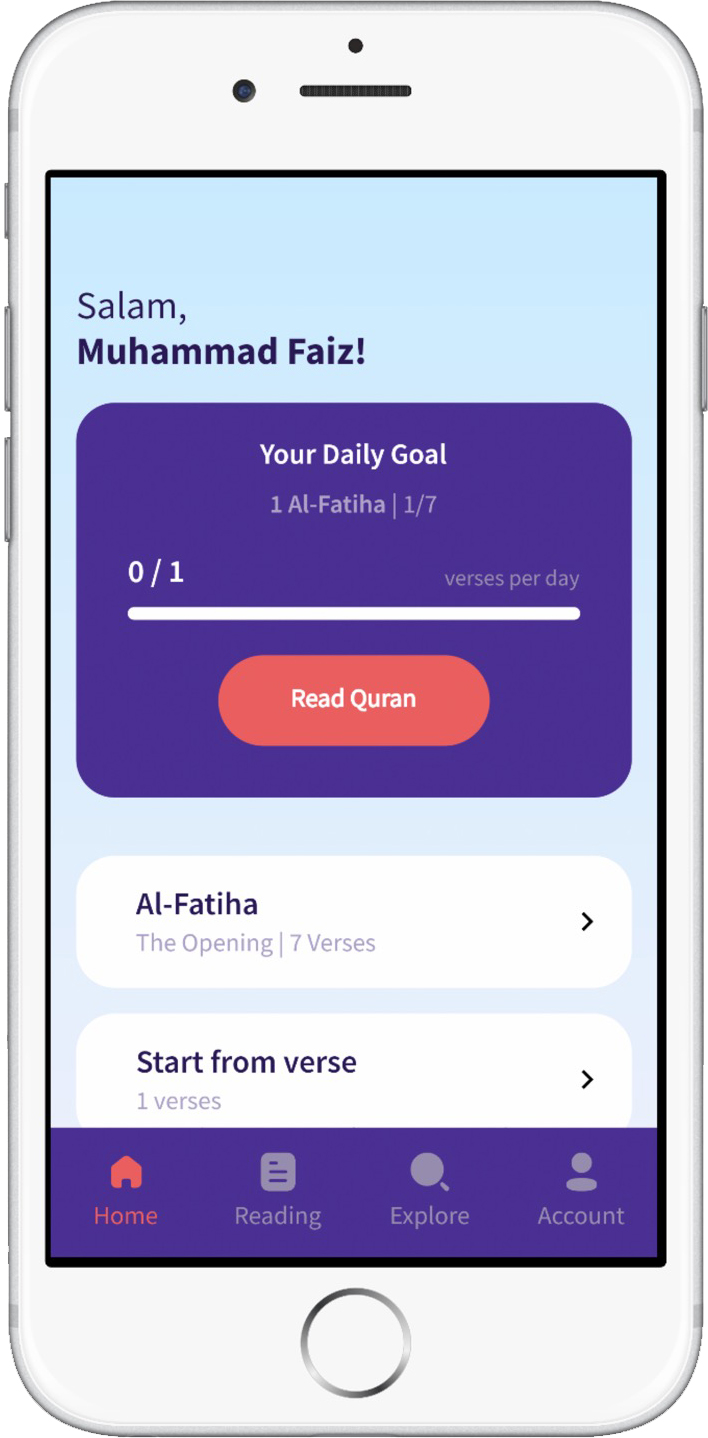 Salam,
Muhammad Faiz!
Your Daily Goal
1 Al-Fatiha | 1/7
0 / 1
verses per day
Read Quran
Al-Fatiha
The Opening | 7 Verses
Start from verse
1 verses
Home
Reading
Explore
Account